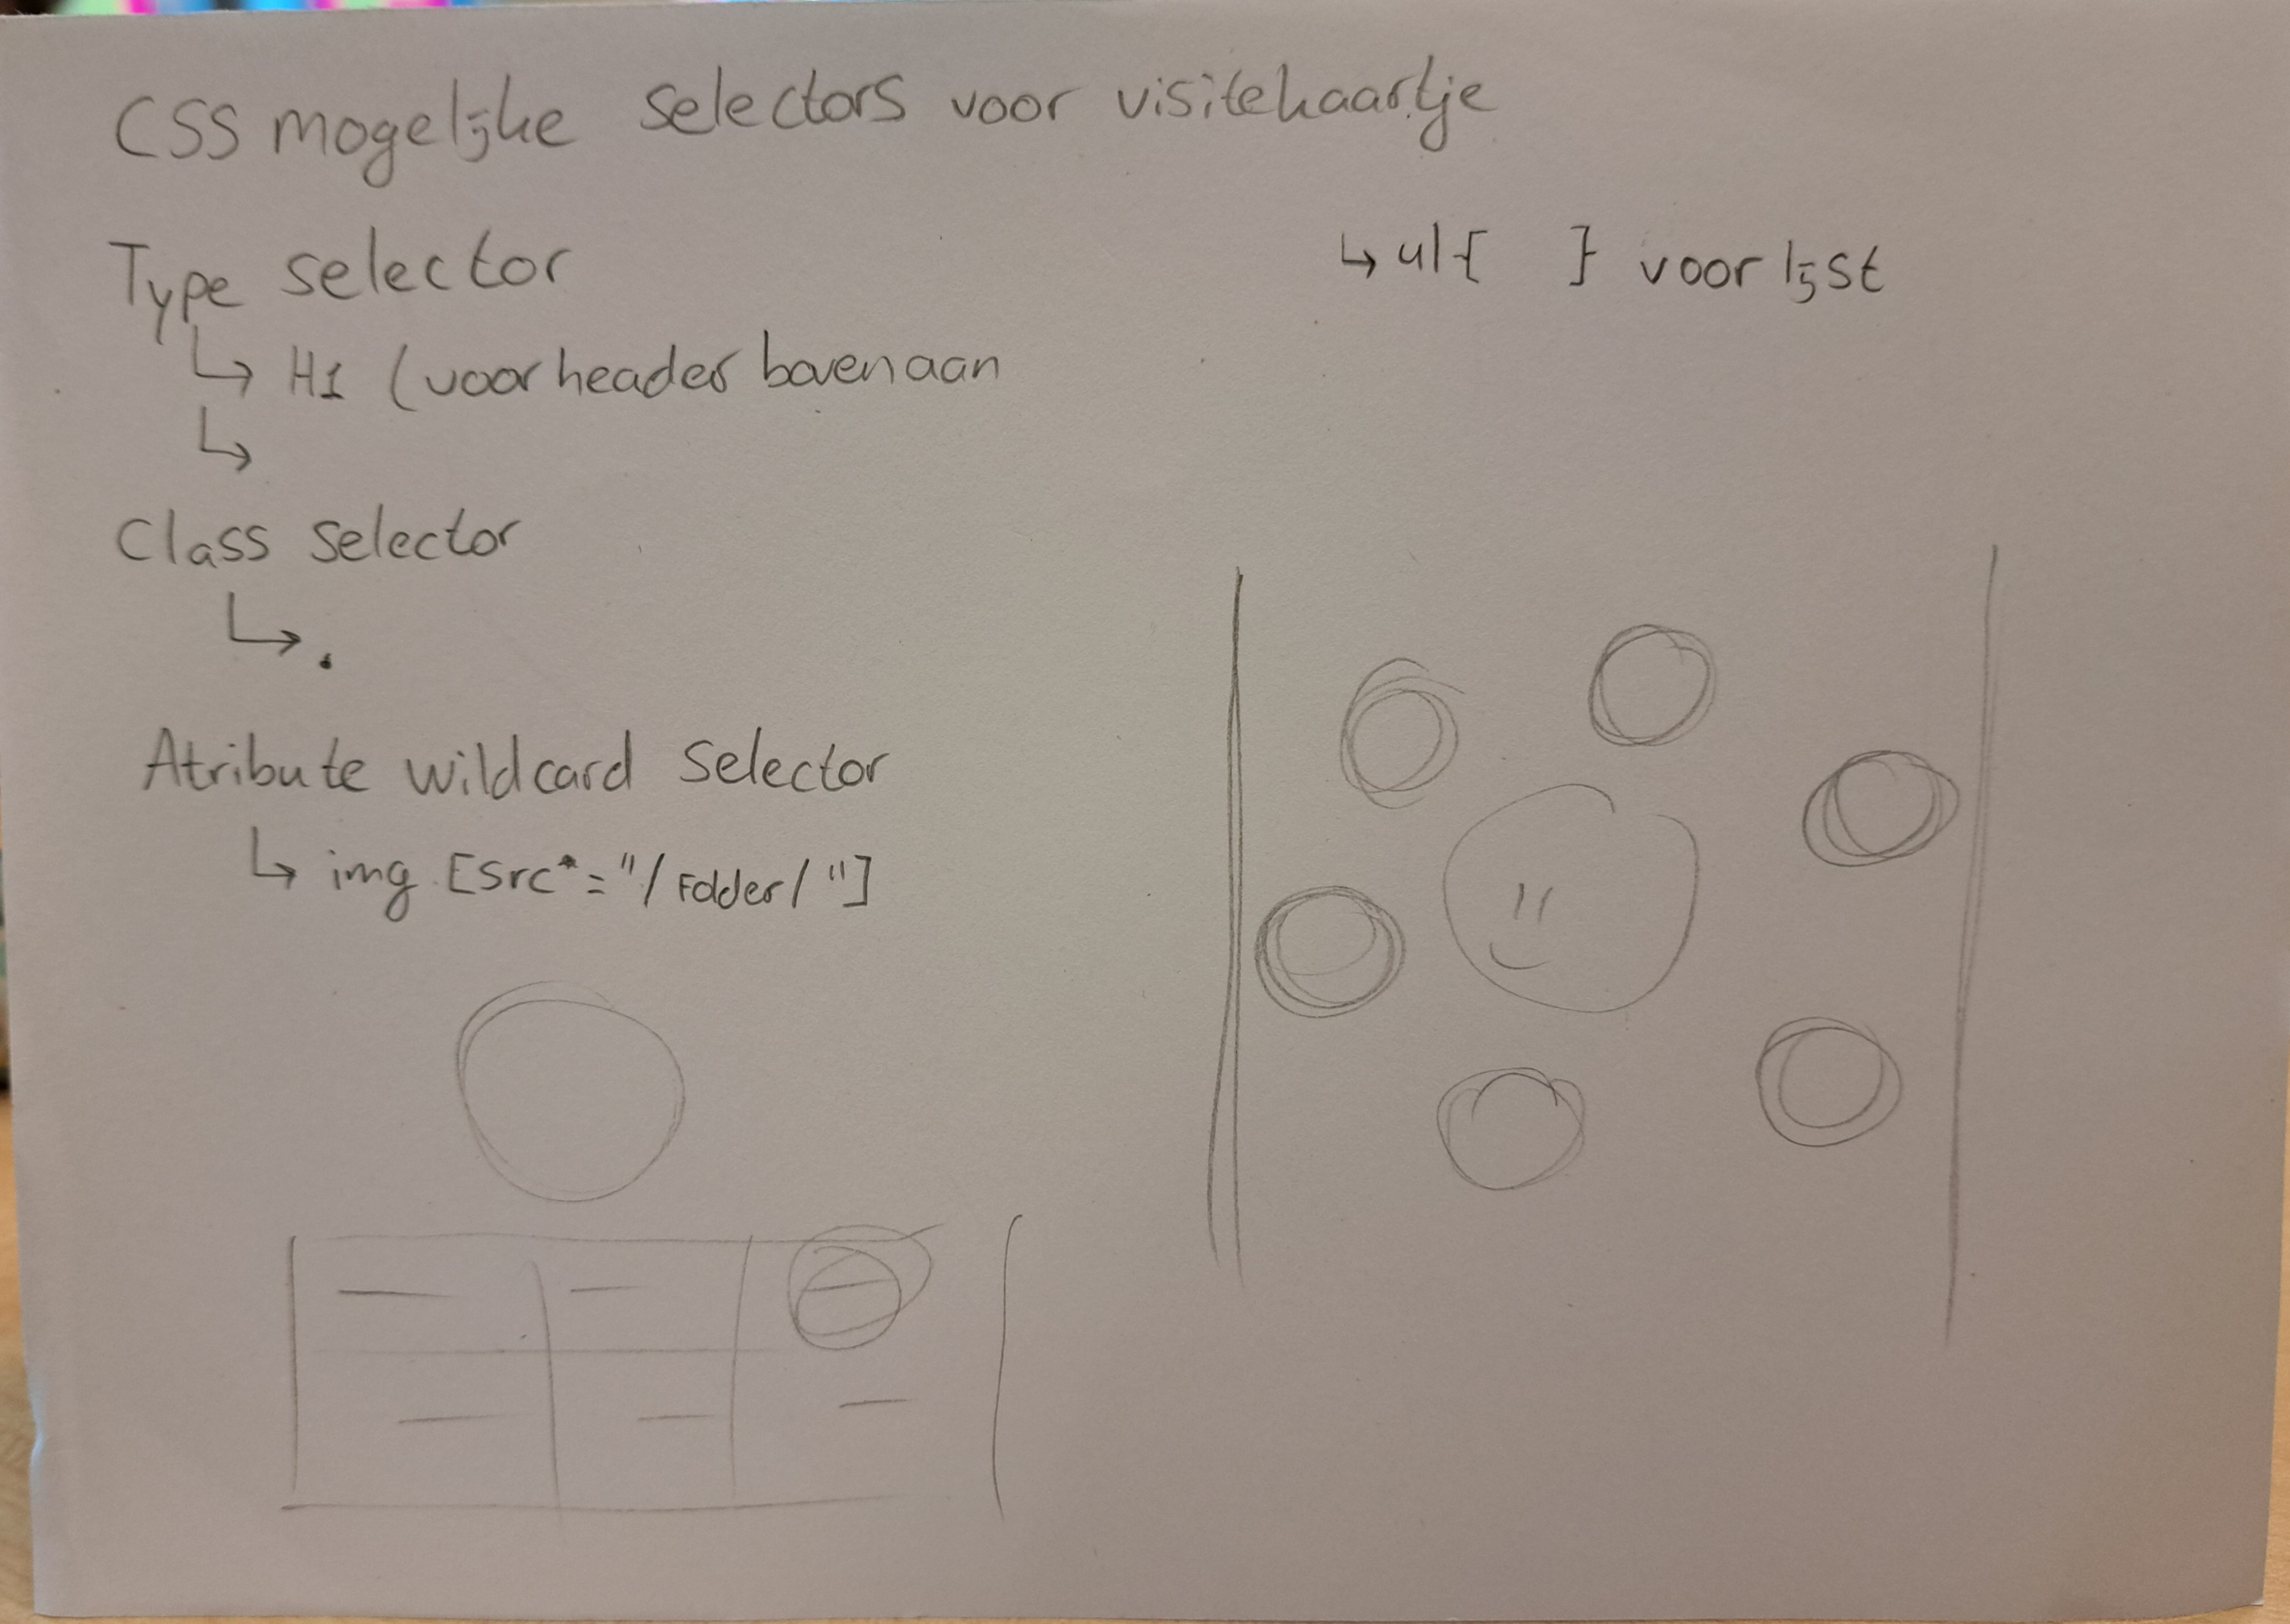 CSS mogelijke selectors voor visitekaartje
Type selector
↳ H1 (voor header bovenaan
↳
Class selector
↳ .
Atribute wildcard selector
↳ img [src*="/Folder/"]
↳ ul{ } voor lijst